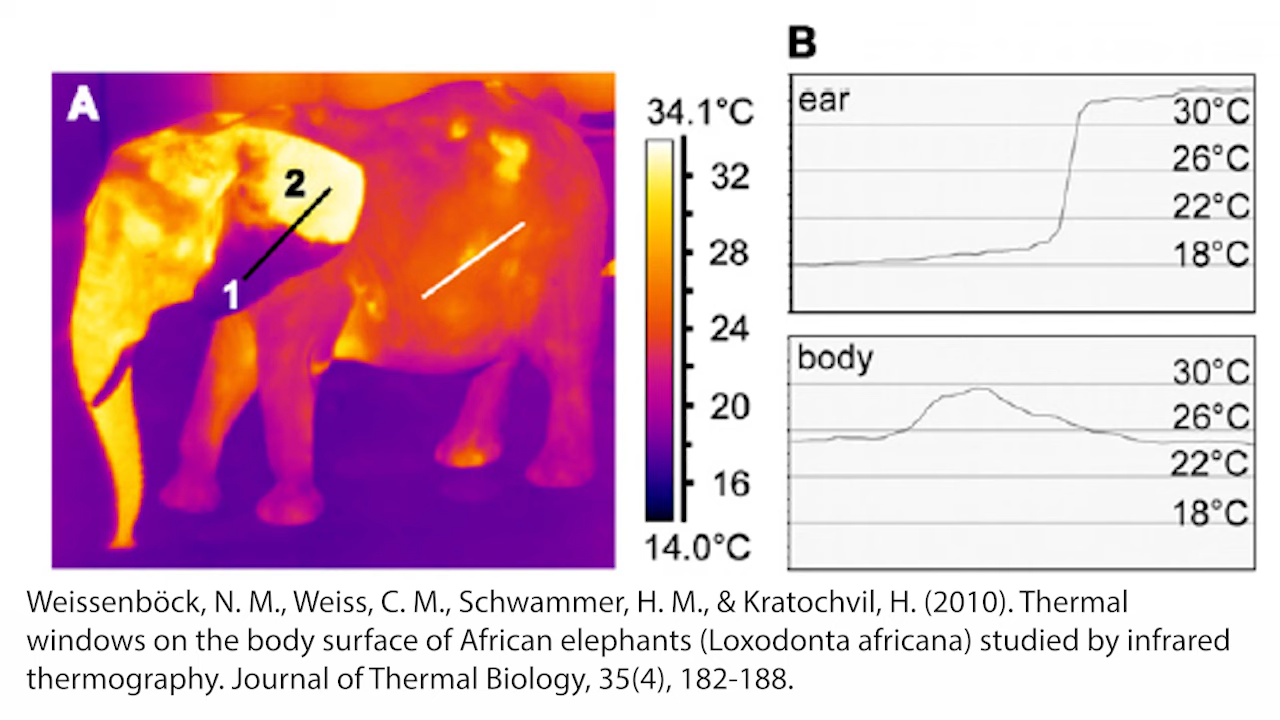 A
2
1
34.1°C
32
28
24
20
16
14.0°C
B
ear
30°C
26°C
22°C
18°C
body
30°C
26°C
22°C
18°C
Weissenböck, N. M., Weiss, C. M., Schwammer, H. M., & Kratochvil, H. (2010). Thermal
windows on the body surface of African elephants (Loxodonta africana) studied by infrared
thermography. Journal of Thermal Biology, 35(4), 182-188.